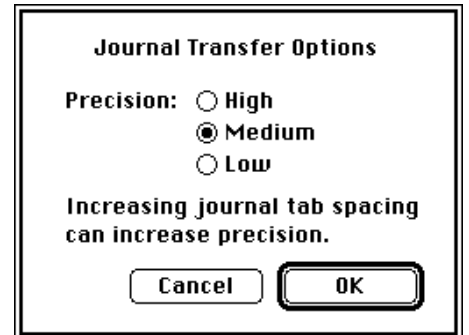 Journal Transfer Options
Precision: High
Medium
Low
Increasing journal tab spacing
can increase precision.
Cancel OK